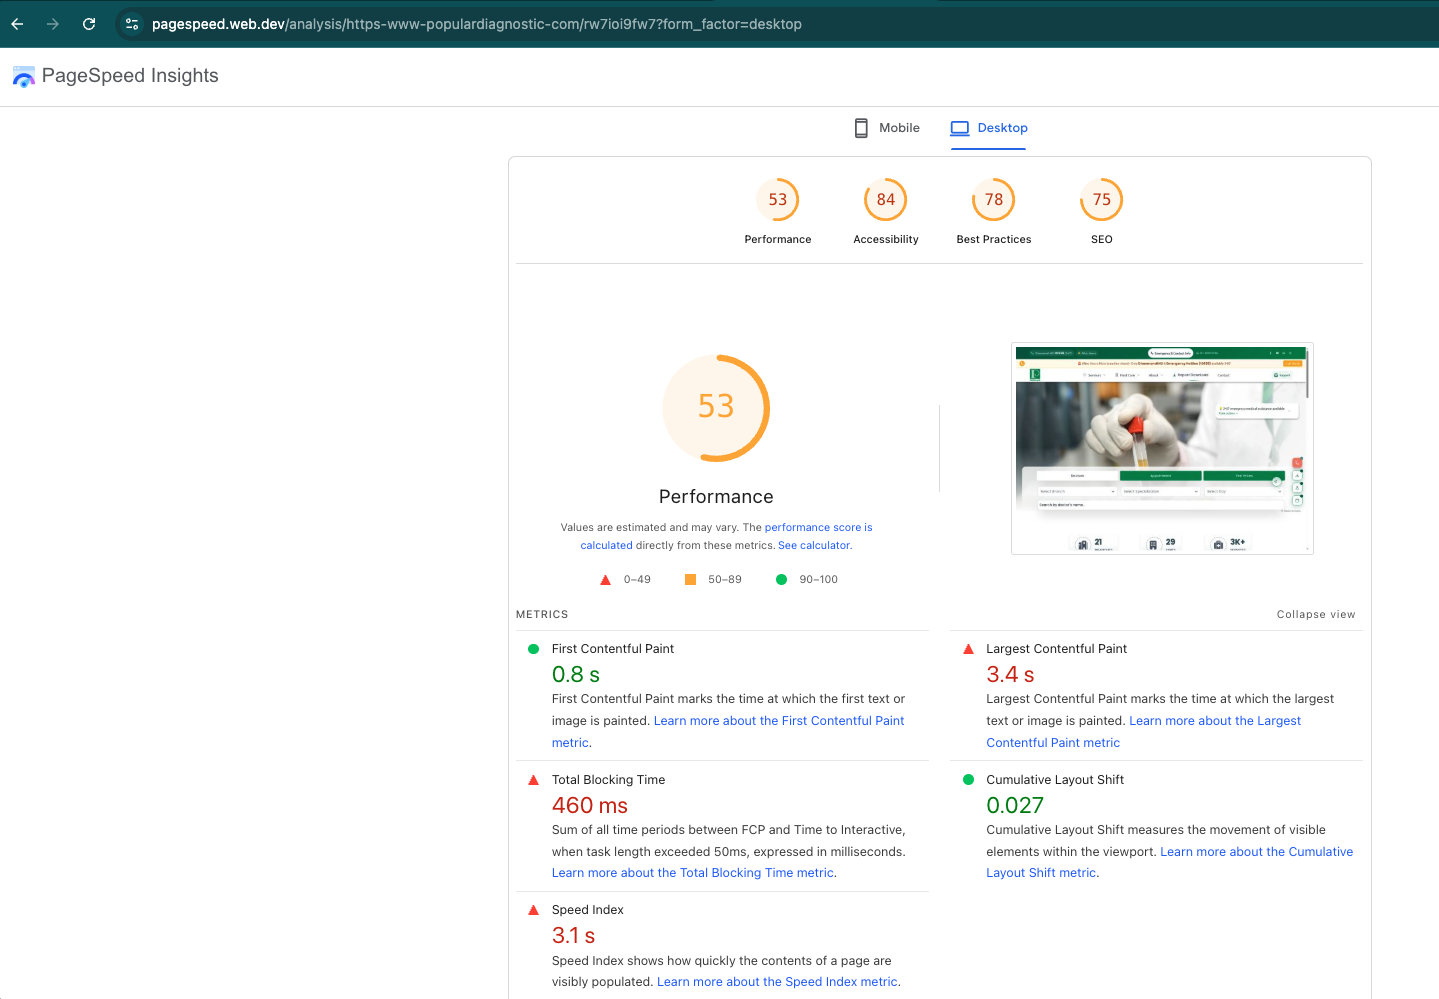 pagespeed.web.dev/analysis/https-www-populardiagnostic-com/rw7ioi9fw7?form_factor=desktop
PageSpeed Insights
Mobile
Desktop
53
84
78
75
Performance
Accessibility
Best Practices
SEO
53
Performance
Values are estimated and may vary. The performance score is
calculated directly from these metrics. See calculator.
0–49
50–89
90–100
21
29
3K+
METRICS
Collapse view
First Contentful Paint
0.8 s
First Contentful Paint marks the time at which the first text or
image is painted. Learn more about the First Contentful Paint
metric.
Largest Contentful Paint
3.4 s
Largest Contentful Paint marks the time at which the largest
text or image is painted. Learn more about the Largest
Contentful Paint metric
Total Blocking Time
460 ms
Sum of all time periods between FCP and Time to Interactive,
when task length exceeded 50ms, expressed in milliseconds.
Learn more about the Total Blocking Time metric.
Cumulative Layout Shift
0.027
Cumulative Layout Shift measures the movement of visible
elements within the viewport. Learn more about the Cumulative
Layout Shift metric.
Speed Index
3.1 s
Speed Index shows how quickly the contents of a page are
visibly populated. Learn more about the Speed Index metric.